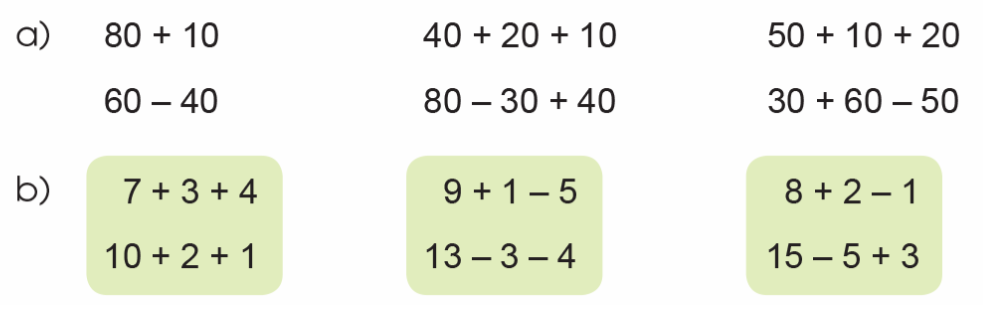 a) 80 + 10 40 + 20 + 10 50 + 10 + 20
60 – 40 80 – 30 + 40 30 + 60 – 50
b) 7 + 3 + 4 9 + 1 – 5 8 + 2 – 1
10 + 2 + 1 13 – 3 – 4 15 – 5 + 3